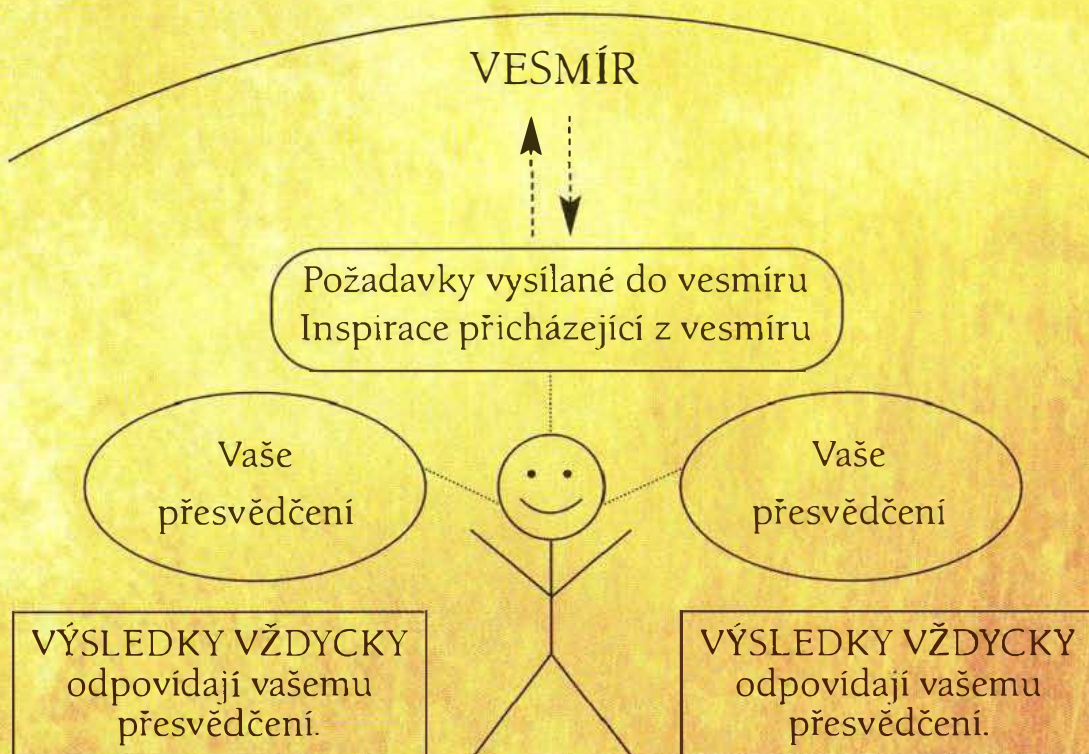 VESMÍR
Požadavky vysílané do vesmíru
Inspirace přicházející z vesmíru
Vaše
přesvědčení
Vaše
přesvědčení
VÝSLEDKY VŽDYCKY
odpovídají vašemu
přesvědčení.
VÝSLEDKY VŽDYCKY
odpovídají vašemu
přesvědčení.